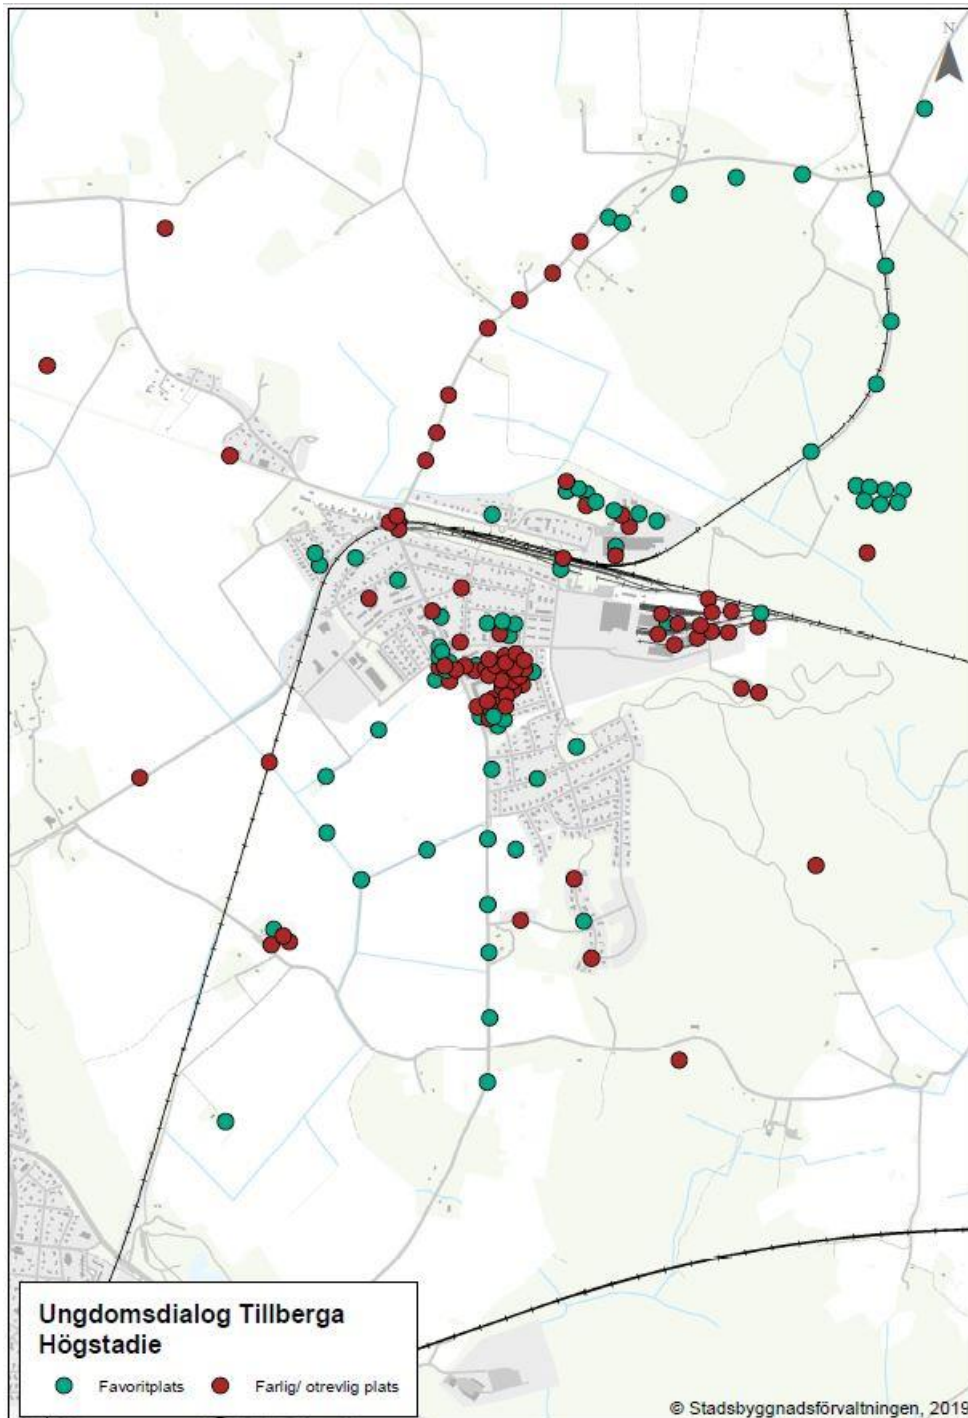 N
Ungdomsdialog Tillberga
Högstadie
Favoritplats
Farlig/ otrevlig plats
© Stadsbyggnadsförvaltningen, 2019